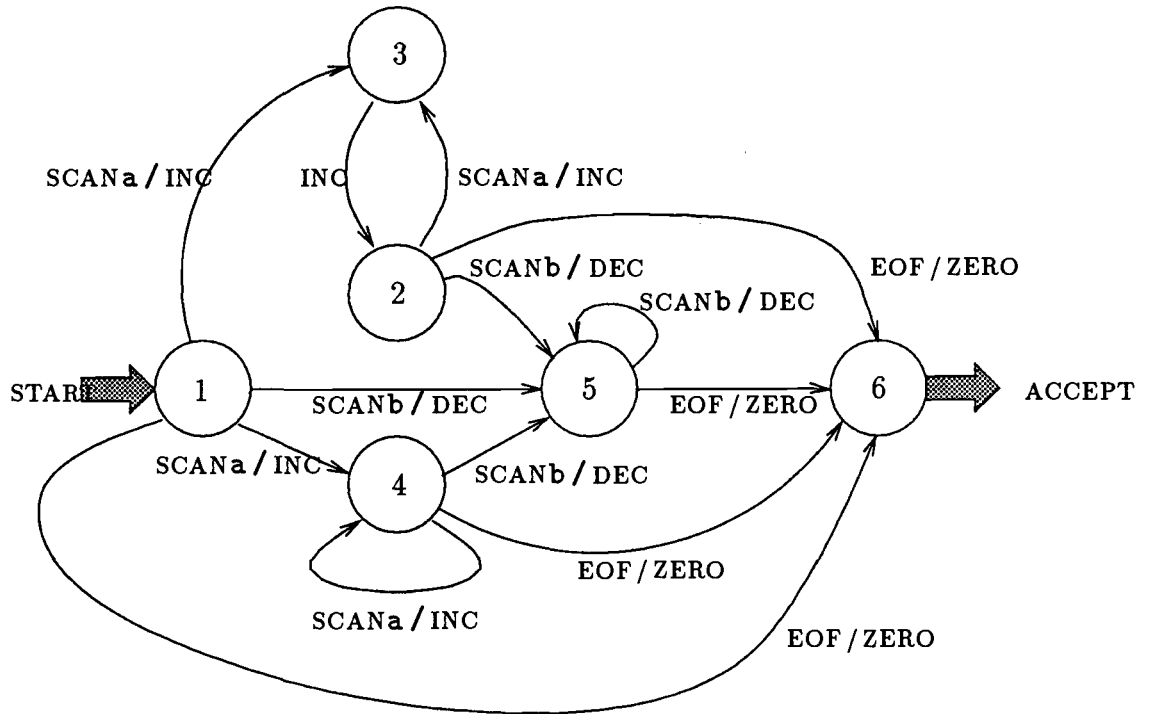 3
SCANa / INC
INC
SCANa / INC
2
SCANb / DEC
EOF / ZERO
SCANb / DEC
START
1
5
6
ACCEPT
SCANb / DEC
EOF / ZERO
SCANa / INC
4
SCANb / DEC
EOF / ZERO
SCANa / INC
EOF / ZERO